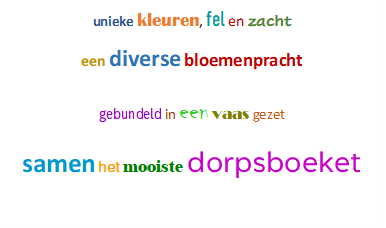 unieke kleuren, fel en zacht
een diverse bloemenpracht
gebundeld in een vaas gezet
samen het mooiste dorpsboeket